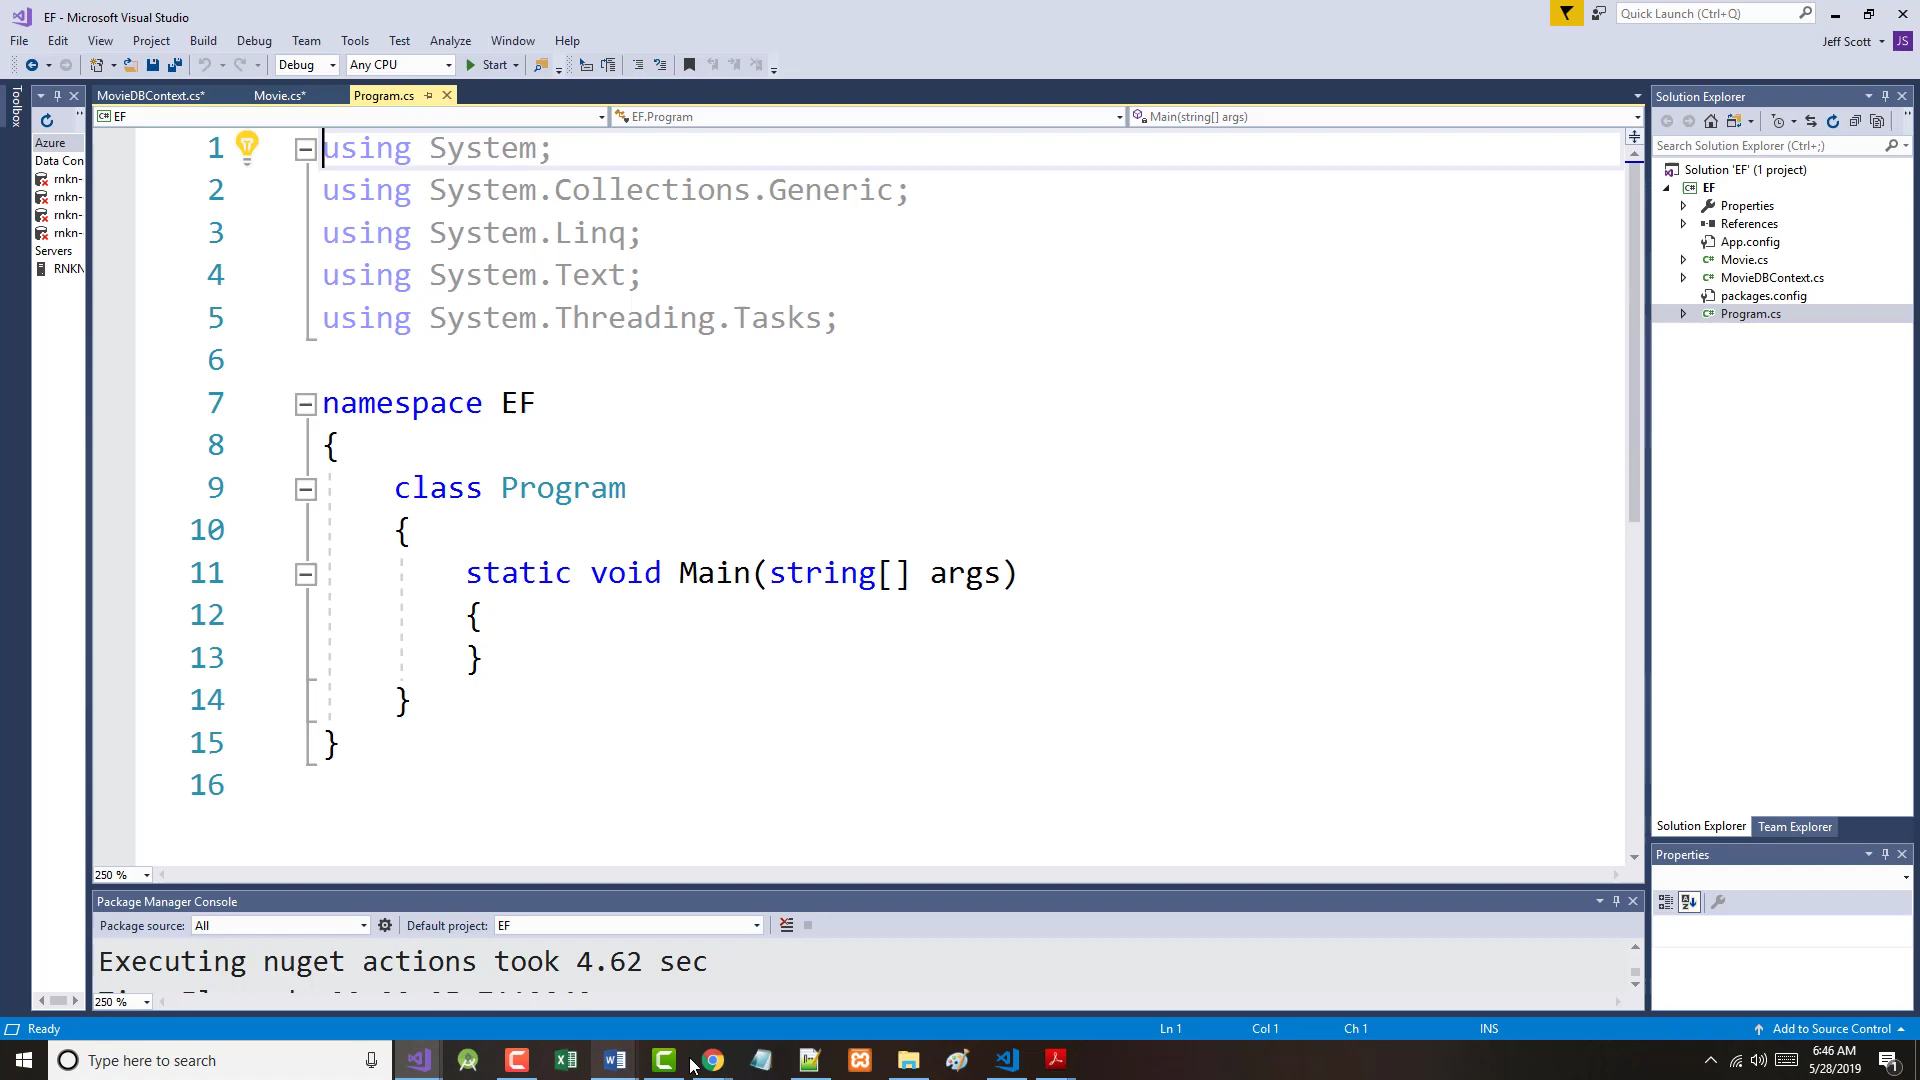 EF - Microsoft Visual Studio
Quick Launch (Ctrl+Q)
File Edit View Project Build Debug Team Tools Test Analyze Window Help
Jeff Scott JS
Debug Any CPU Start
Toolbox
MovieDBContext.cs* Movie.cs* Program.cs
EF EF.Program Main(string[] args)
Azure
Data Con
rnkn-
rnkn-
rnkn-
rnkn-
Servers
RNKN
1 using System;
2 using System.Collections.Generic;
3 using System.Linq;
4 using System.Text;
5 using System.Threading.Tasks;
6
7 namespace EF
8 {
9 class Program
10 {
11 static void Main(string[] args)
12 {
13 }
14 }
15 }
16
250 %
Solution Explorer
Search Solution Explorer (Ctrl+;)
Solution 'EF' (1 project)
EF
Properties
References
App.config
Movie.cs
MovieDBContext.cs
packages.config
Program.cs
Solution Explorer Team Explorer
Properties
Package Manager Console
Package source: All Default project: EF
Executing nuget actions took 4.62 sec
250 %
Ready Ln 1 Col 1 Ch 1 INS Add to Source Control
Type here to search
6:46 AM
5/28/2019
1